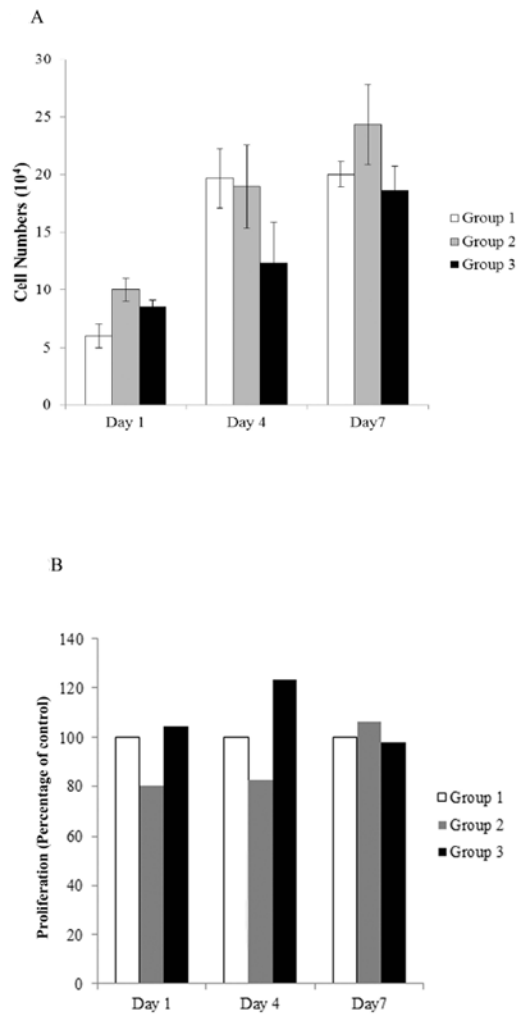 A
Cell Numbers (10⁴)
30
25
20
15
10
5
0
Day 1
Day 4
Day7
Group 1
Group 2
Group 3
B
Proliferation (Percentage of control)
140
120
100
80
60
40
20
0
Day 1
Day 4
Day7
Group 1
Group 2
Group 3